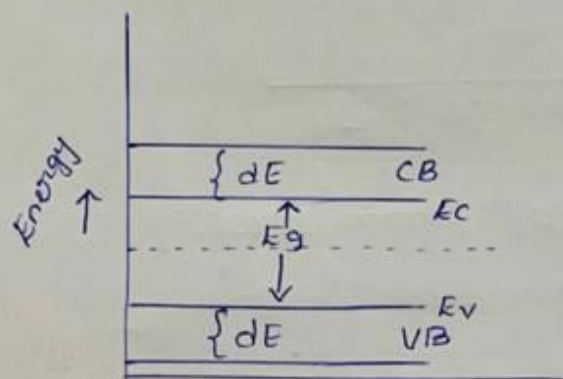 { dE CB
EC
Energy
Eg
EV
{ dE VB